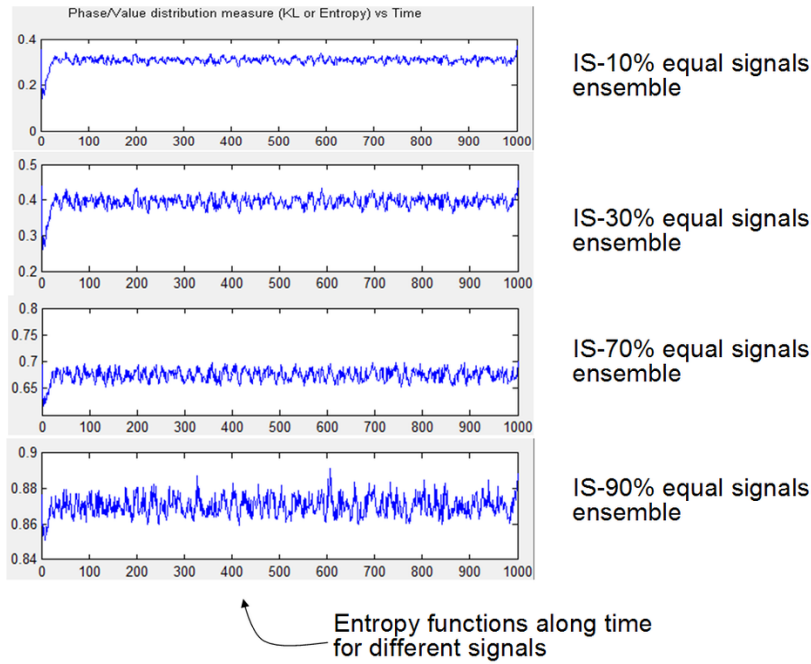 Phase/Value distribution measure (KL or Entropy) vs Time
0.4
0.2
0
0 100 200 300 400 500 600 700 800 900 1000
IS-10% equal signals
ensemble
0.5
0.4
0.3
0.2
0 100 200 300 400 500 600 700 800 900 1000
IS-30% equal signals
ensemble
0.8
0.75
0.7
0.65
0 100 200 300 400 500 600 700 800 900 1000
IS-70% equal signals
ensemble
0.9
0.88
0.86
0.84
0 100 200 300 400 500 600 700 800 900 1000
IS-90% equal signals
ensemble
Entropy functions along time
for different signals